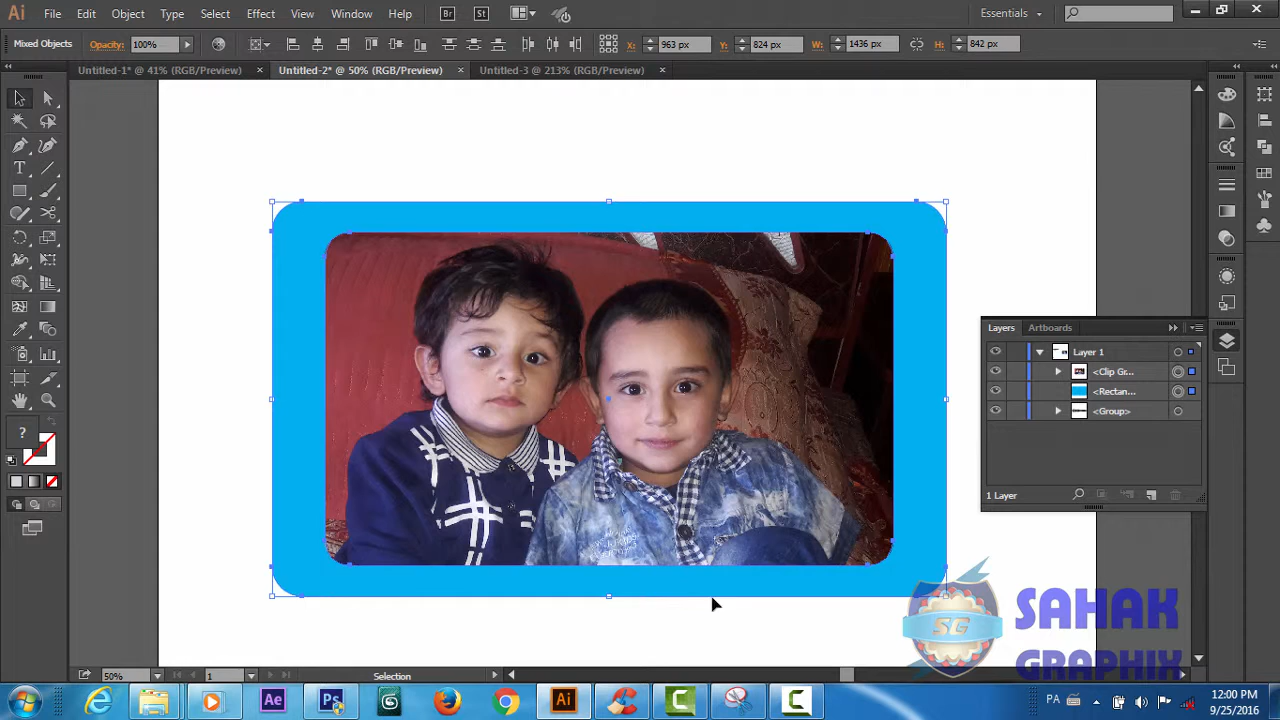 Ai File Edit Object Type Select Effect View Window Help Br St Essentials
Mixed Objects Opacity: 100% X: 963 px Y: 824 px W: 1436 px H: 842 px
Untitled-1* @ 41% (RGB/Preview) × Untitled-2* @ 50% (RGB/Preview) × Untitled-3 @ 213% (RGB/Preview) ×
Layers Artboards
Layer 1
<Clip Gr...
<Rectan...
<Group>
1 Layer
?
SG
SAHAK
GRAPHIX
50% 1 Selection
Ae Ps Ai PA 12:00 PM
9/25/2016